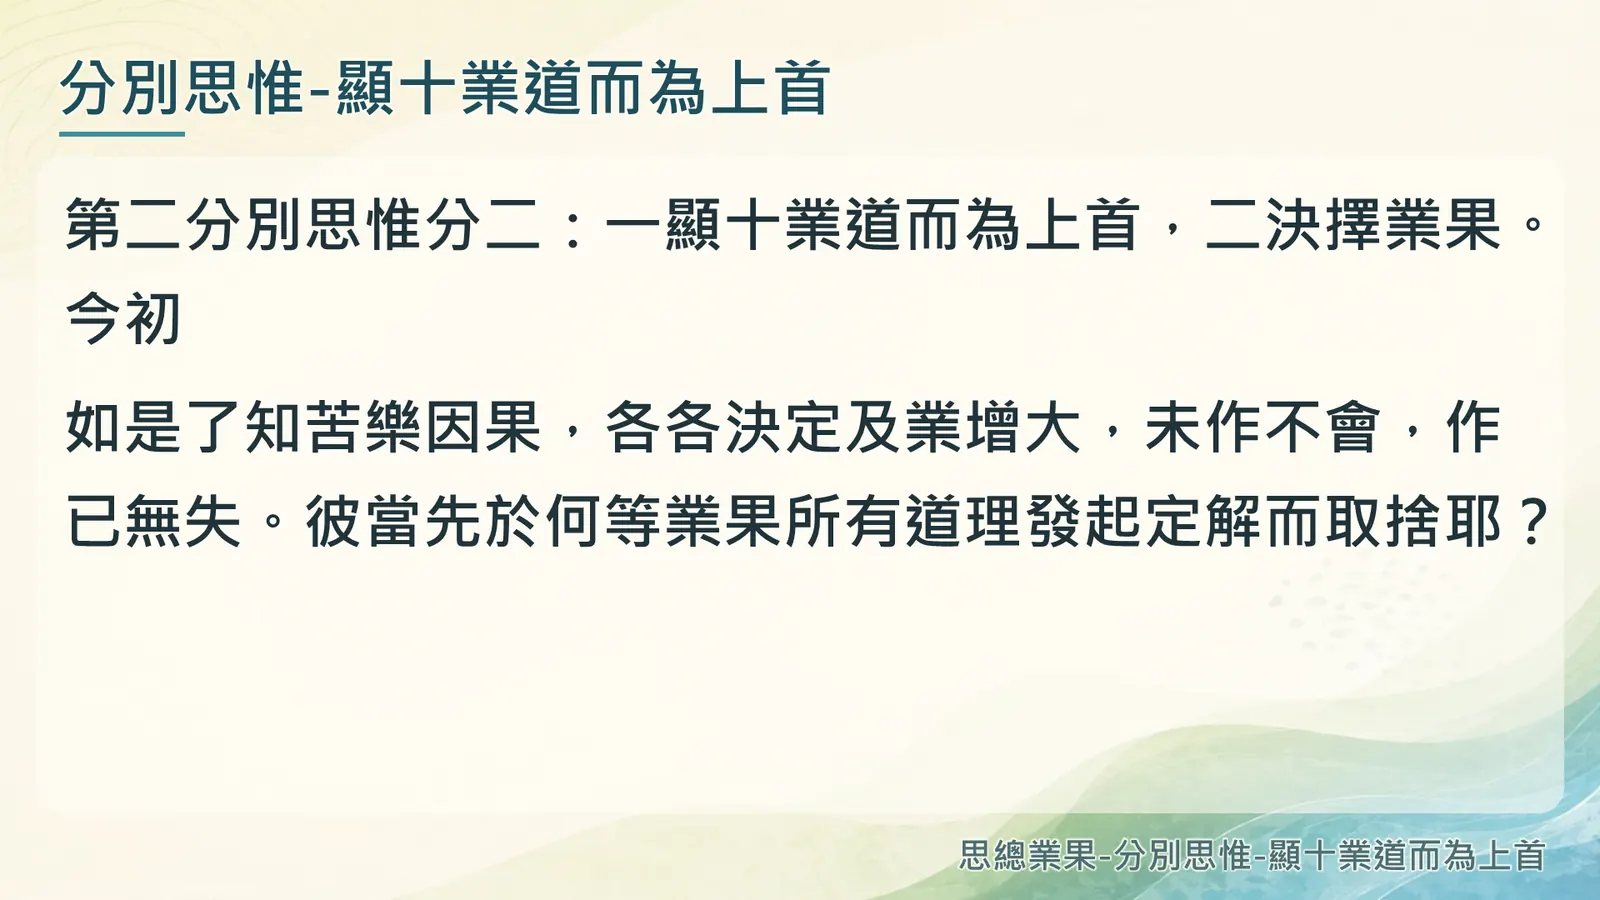 分別思惟-顯十業道而為上首
第二分別思惟分二：一顯十業道而為上首，二決擇業果。
今初
如是了知苦樂因果，各各決定及業增大，未作不會，作
已無失。彼當先於何等業果所有道理發起定解而取捨耶？
思總業果-分別思惟-顯十業道而為上首